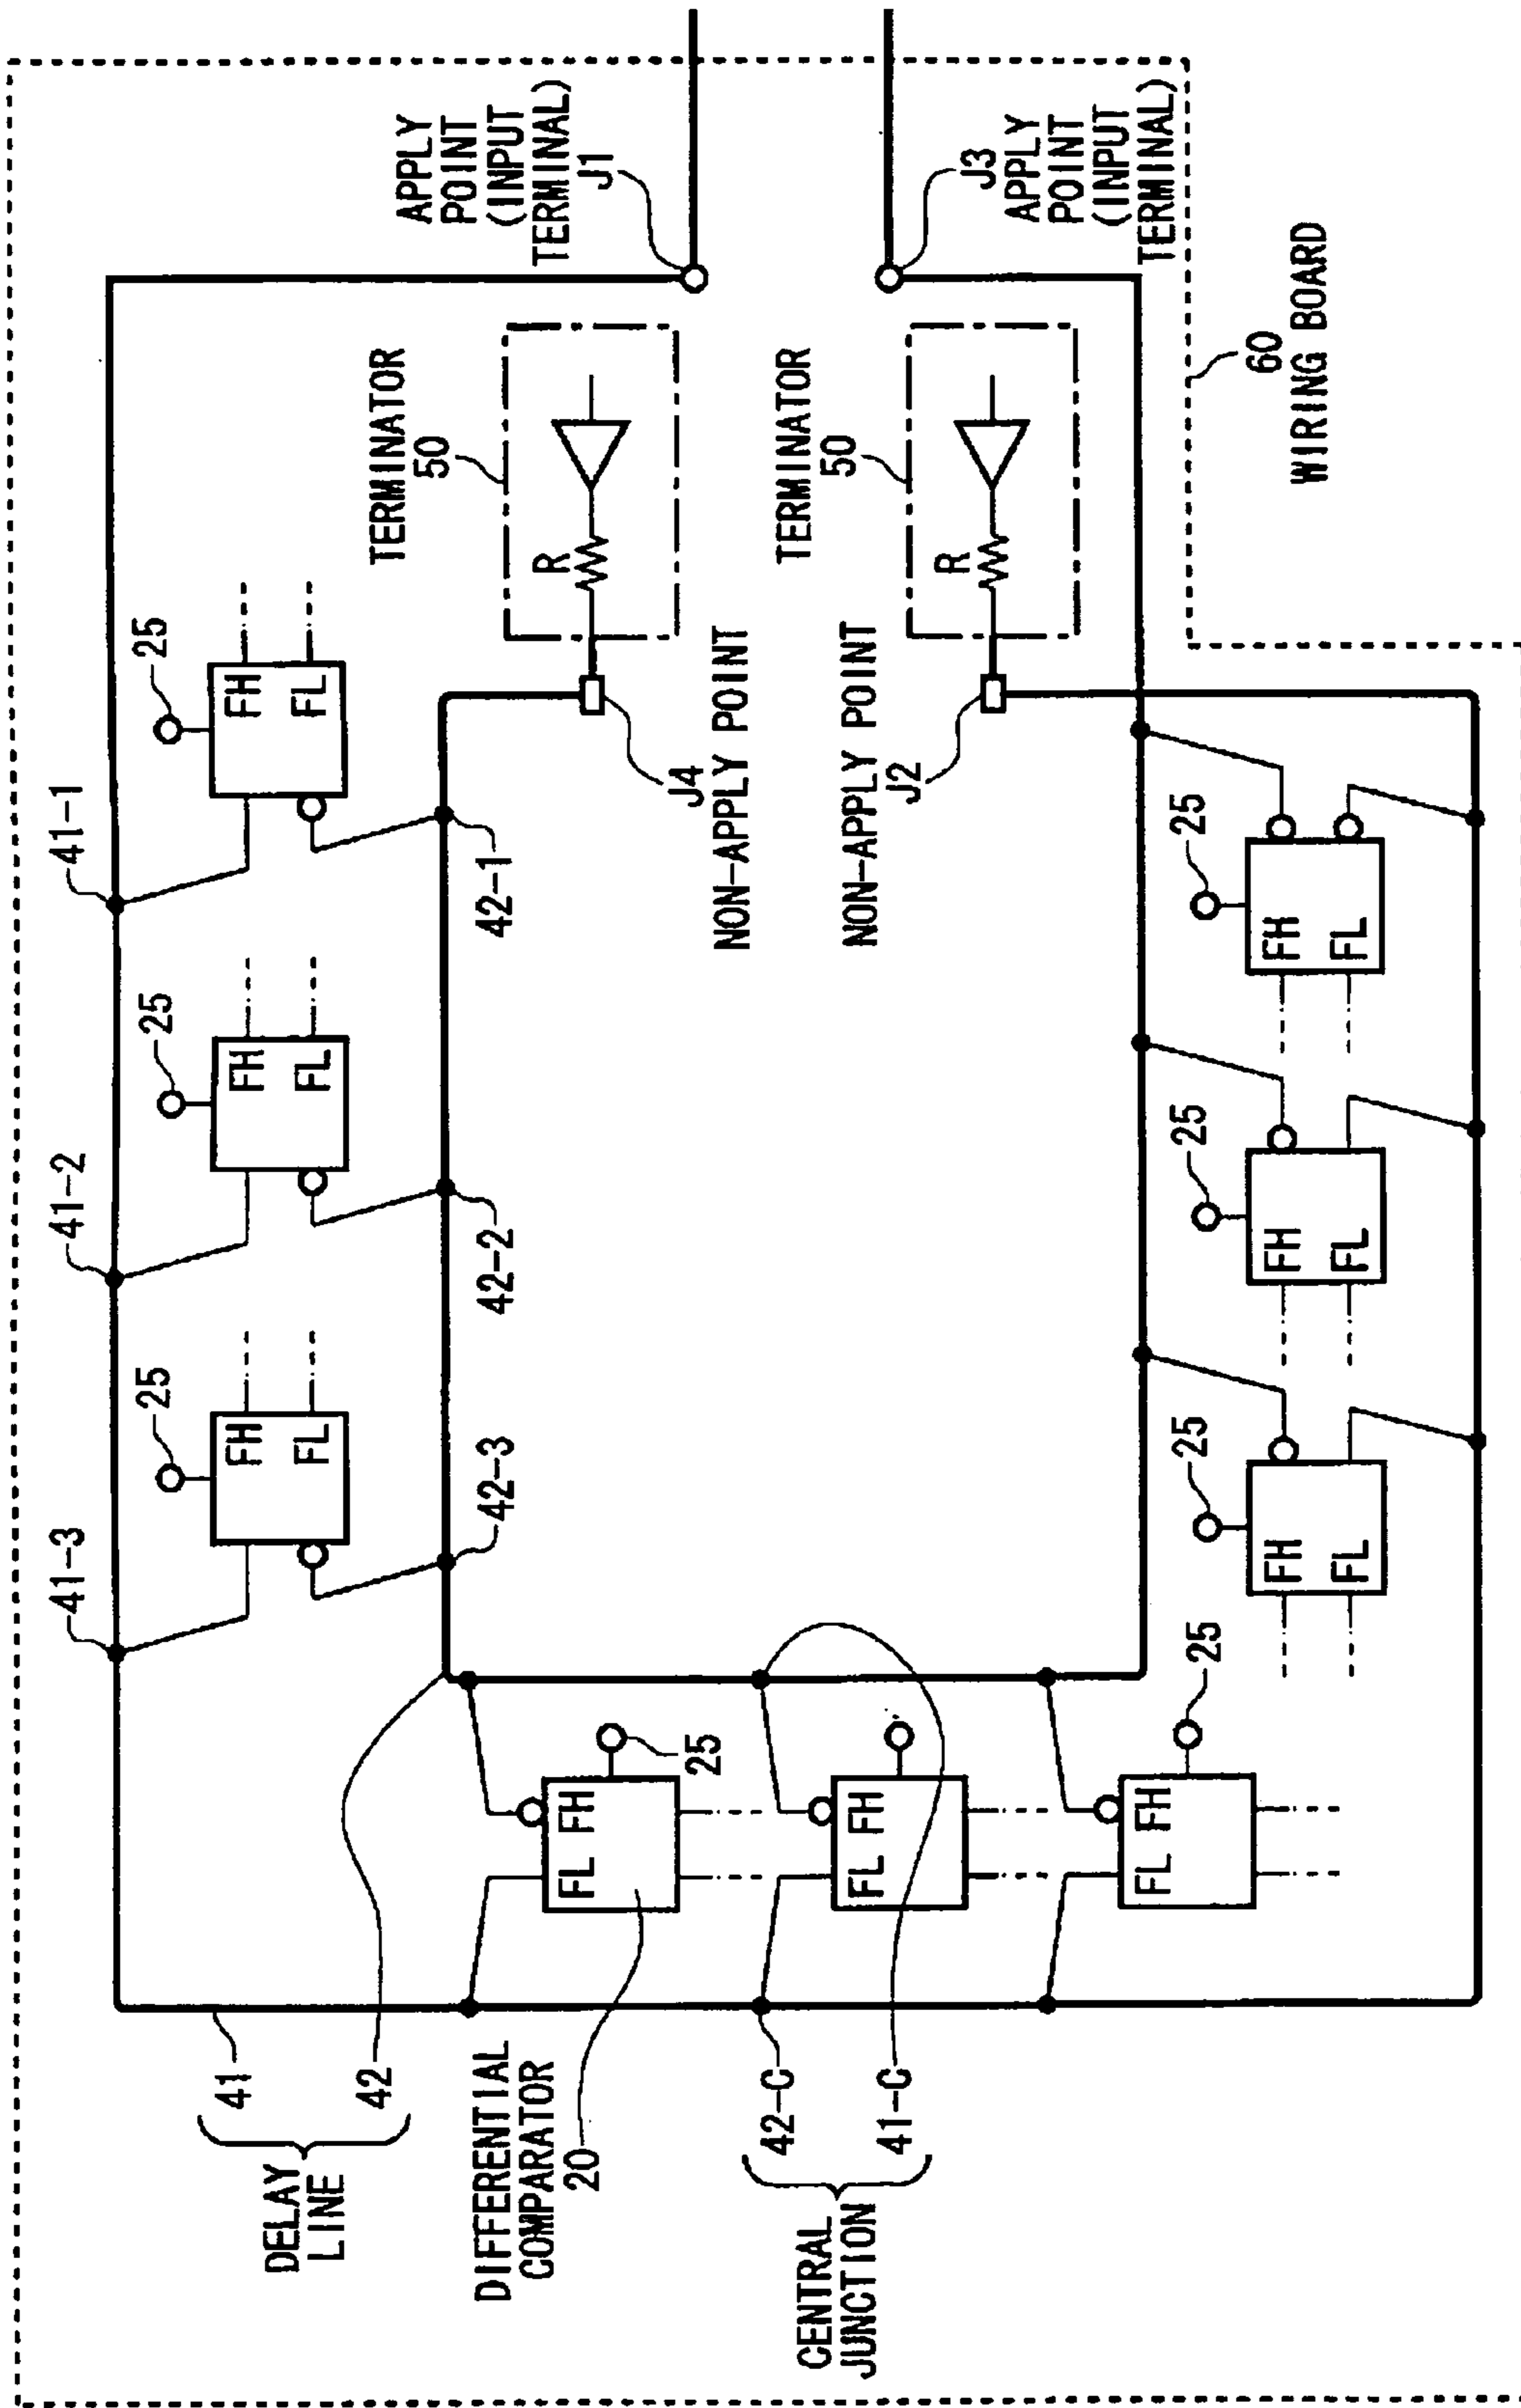 DELAY
LINE
41
42
DIFFERENTIAL
COMPARATOR
20
CENTRAL
JUNCTION
42-C
41-C
41-3
41-2
41-1
25
25
25
FH
FL
FH
FL
FH
FL
42-3
42-2
42-1
APPLY
POINT
(INPUT
TERMINAL)
J1
TERMINATOR
50
R
J4
NON-APPLY POINT
TERMINATOR
50
R
NON-APPLY POINT
J2
J3
APPLY
POINT
(INPUT
TERMINAL)
FL FH
25
FL FH
FL FH
25
25
25
25
FH
FL
FH
FL
FH
FL
60
WIRING BOARD